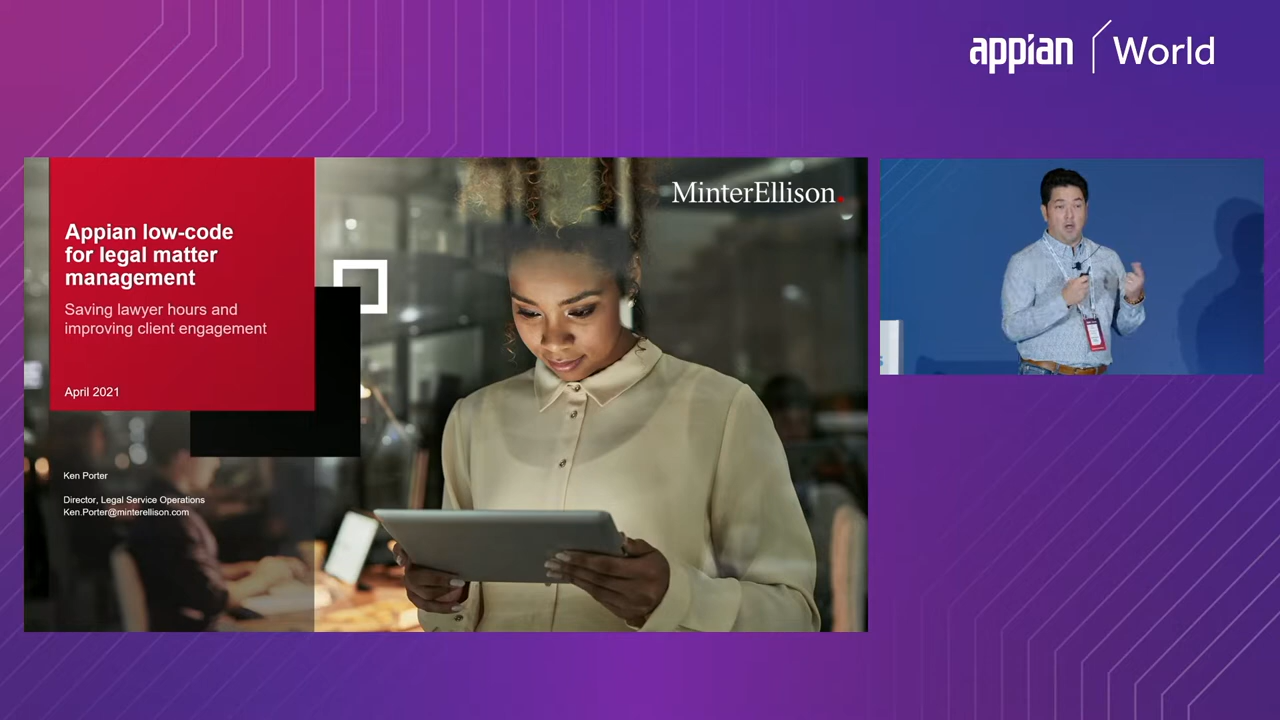 appian World
MinterEllison.
Appian low-code
for legal matter
management
Saving lawyer hours and
improving client engagement
April 2021
Ken Porter
Director, Legal Service Operations
Ken.Porter@minterellison.com